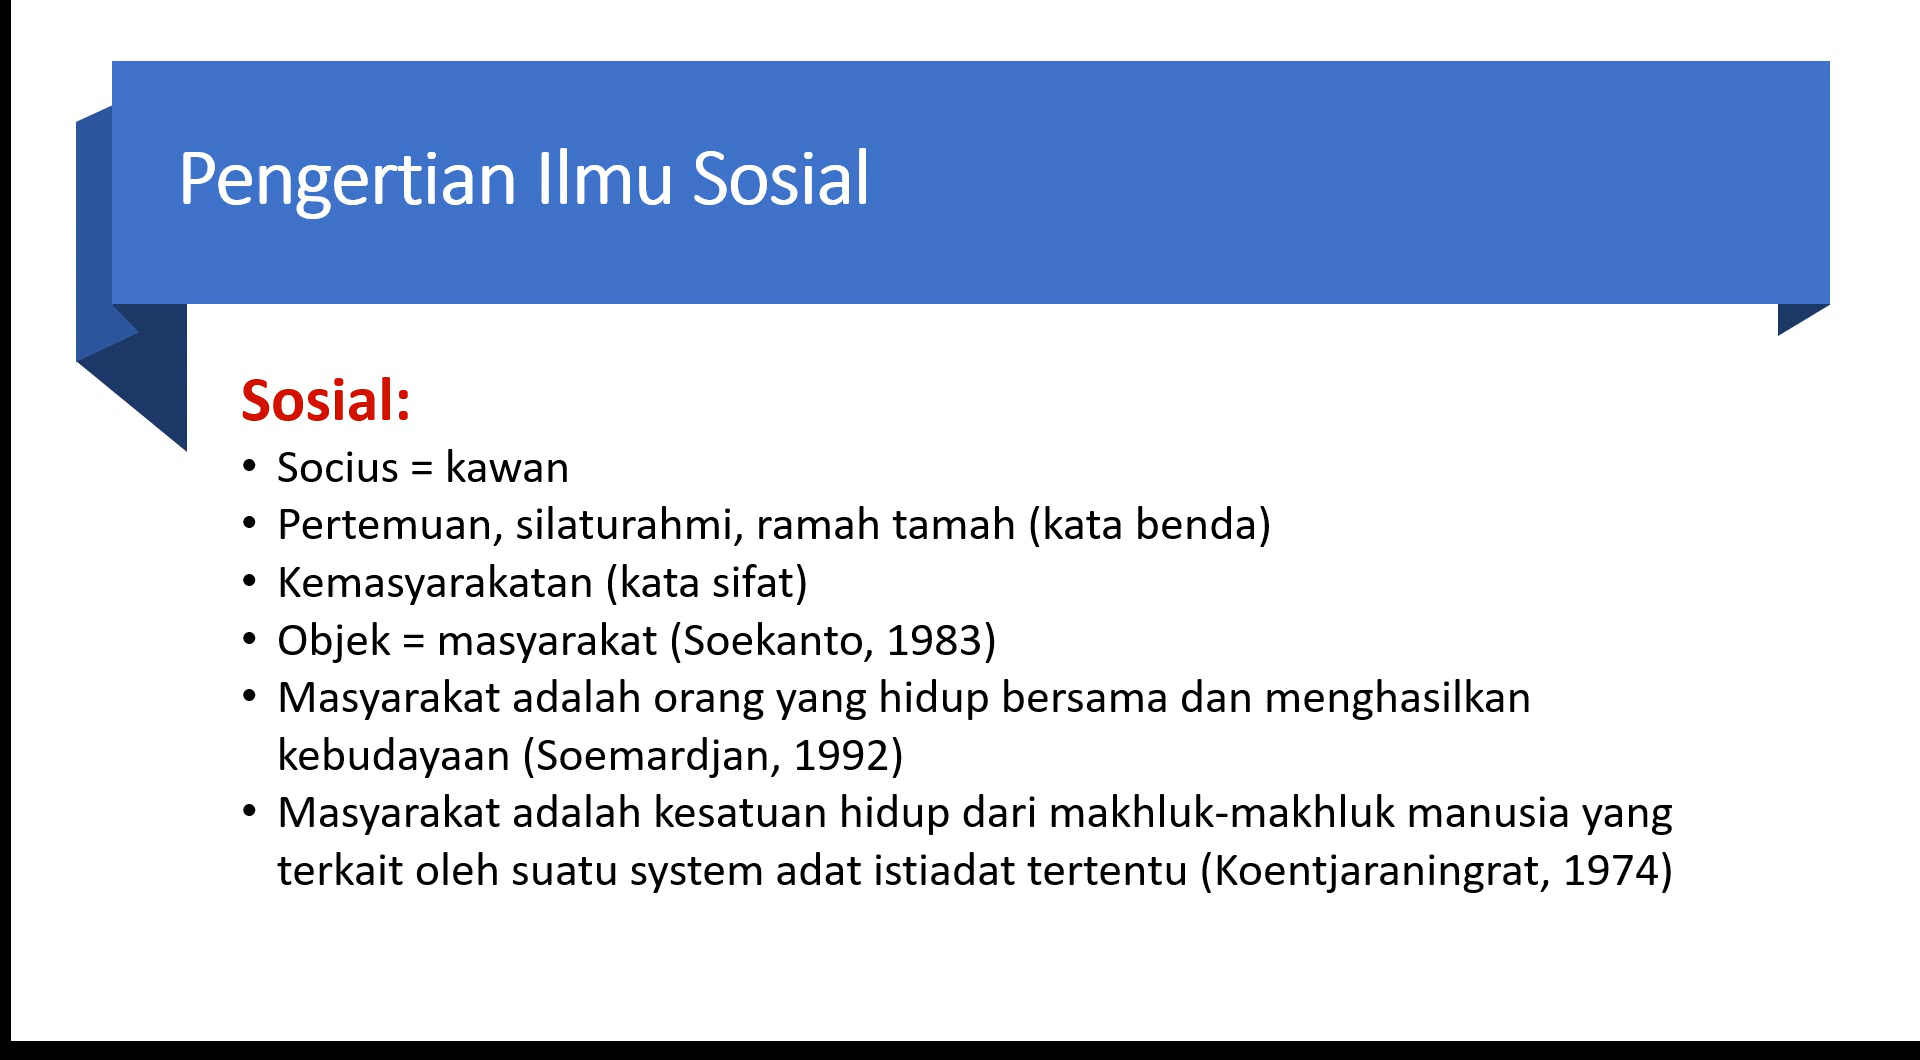 Pengertian Ilmu Sosial
Sosial:
• Socius = kawan
• Pertemuan, silaturahmi, ramah tamah (kata benda)
• Kemasyarakatan (kata sifat)
• Objek = masyarakat (Soekanto, 1983)
• Masyarakat adalah orang yang hidup bersama dan menghasilkan
kebudayaan (Soemardjan, 1992)
• Masyarakat adalah kesatuan hidup dari makhluk-makhluk manusia yang
terkait oleh suatu system adat istiadat tertentu (Koentjaraningrat, 1974)